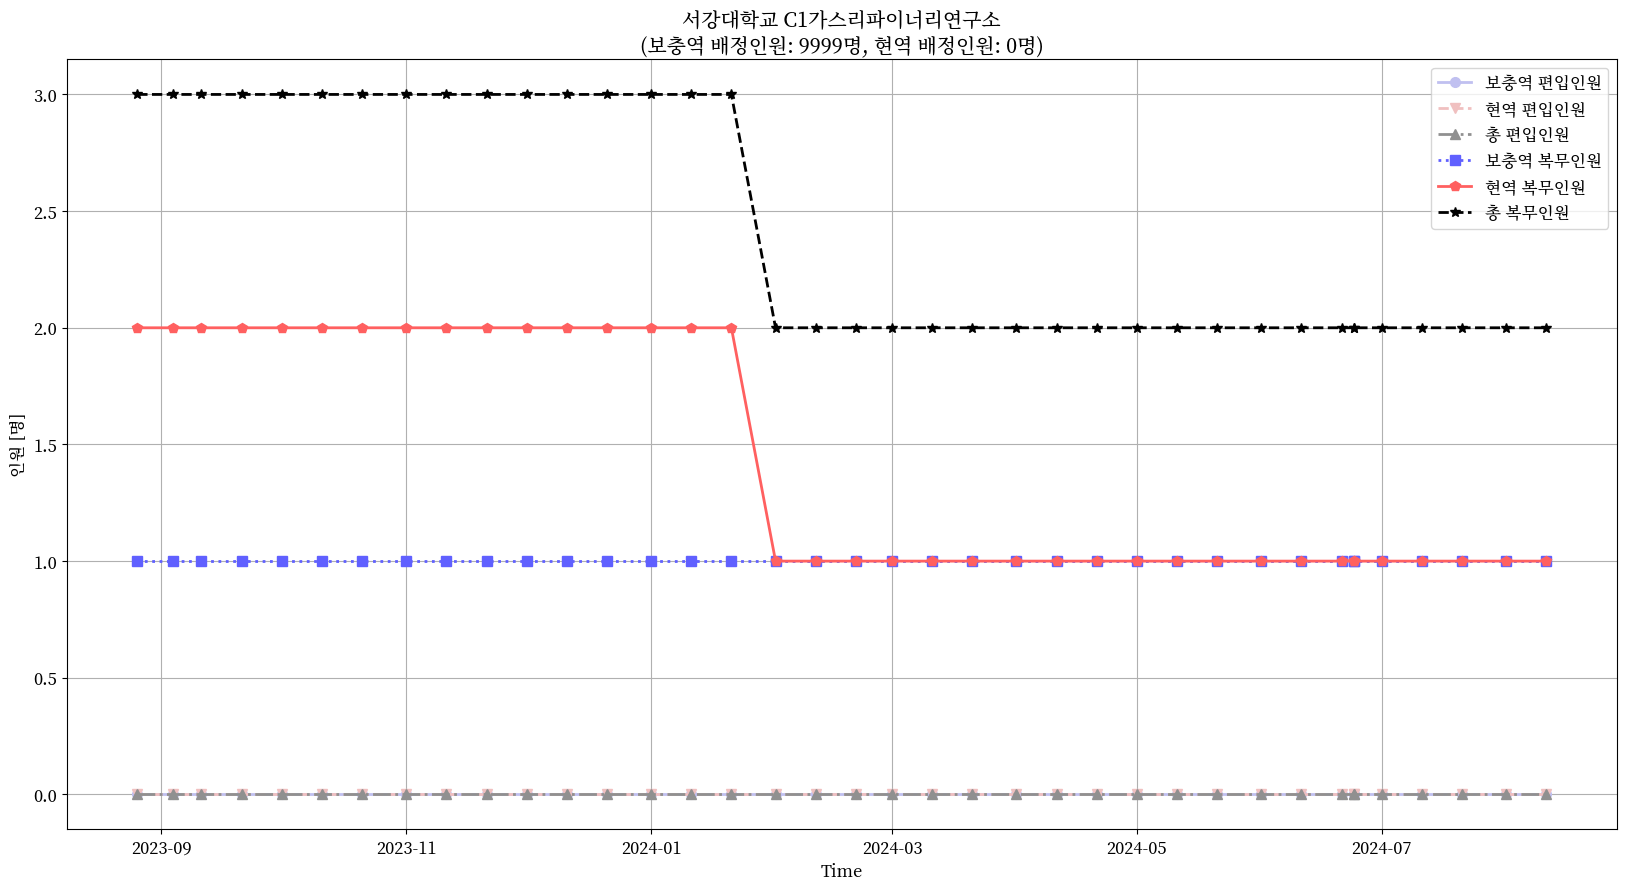 서강대학교 C1가스리파이너리연구소
(보충역 배정인원: 9999명, 현역 배정인원: 0명)
보충역 편입인원
현역 편입인원
총 편입인원
보충역 복무인원
현역 복무인원
총 복무인원
3.0
2.5
2.0
1.5
1.0
0.5
0.0
인원 [명]
2023-09
2023-11
2024-01
2024-03
2024-05
2024-07
Time